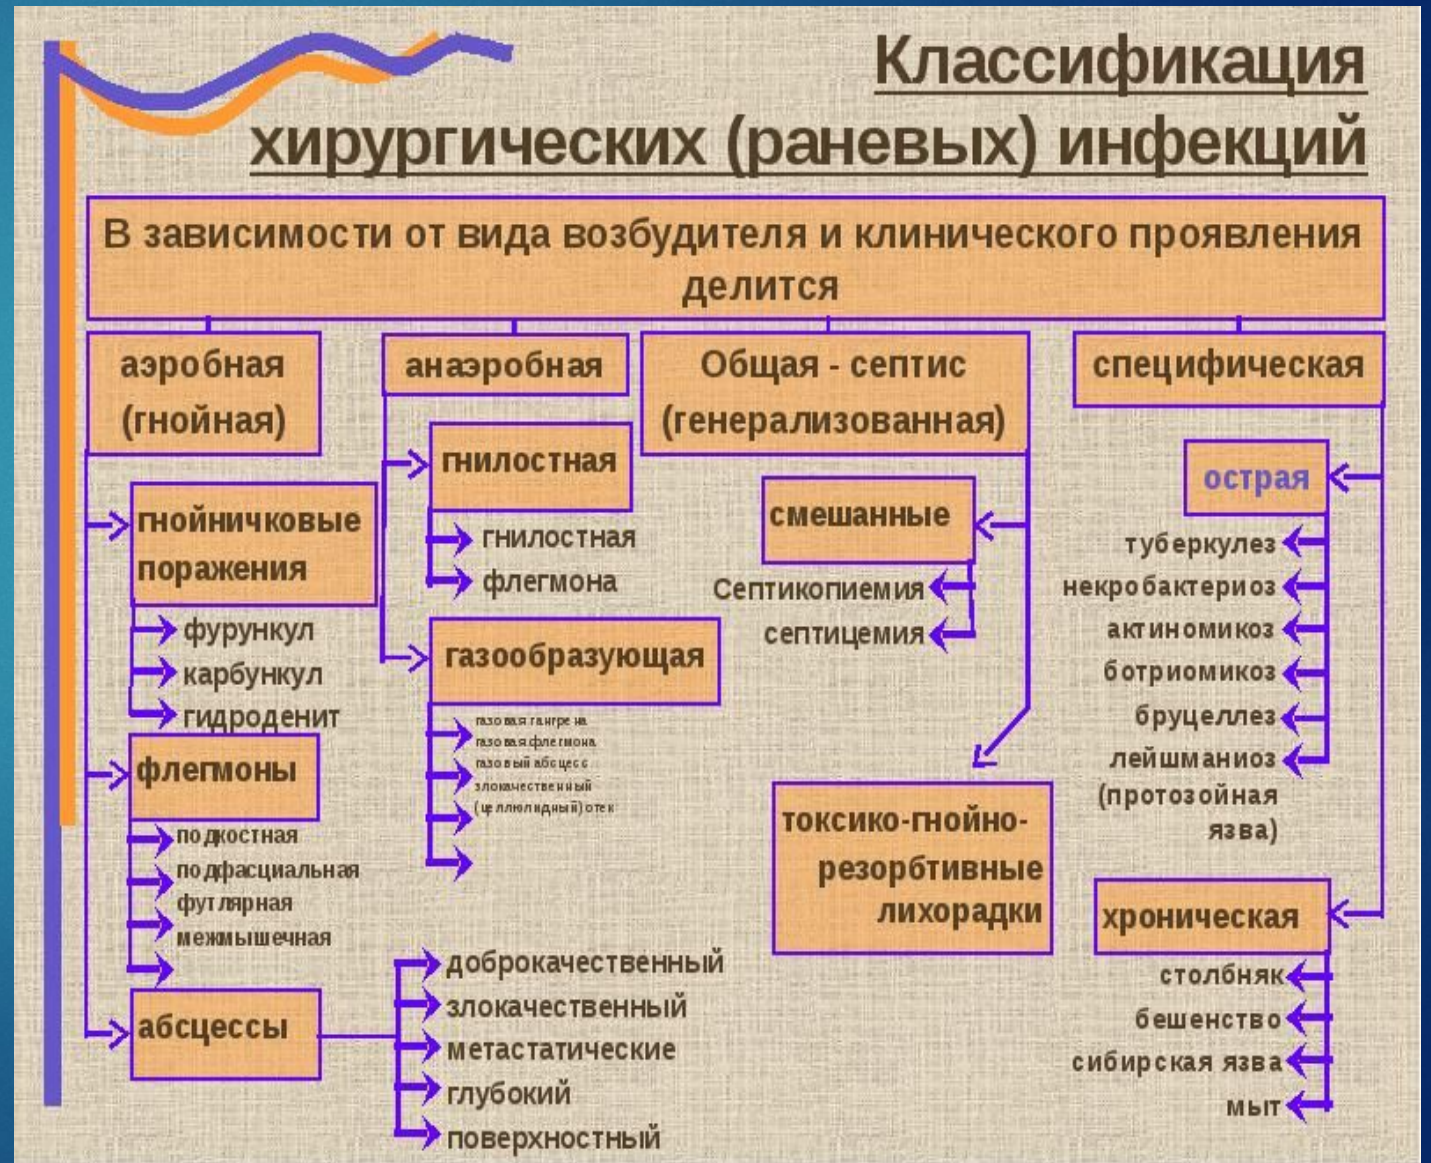 Классификация
хирургических (раневых) инфекций
В зависимости от вида возбудителя и клинического проявления
делится
аэробная
(гнойная)
гнойничковые
поражения
фурункул
карбункул
гидроденит
флегмоны
подкостная
подфасциальная
футлярная
межмышечная
абсцессы
доброкачественный
злокачественный
метастатические
глубокий
поверхностный
анаэробная
гнилостная
гнилостная
флегмона
газообразующая
газовая гангрена
газовая флегмона
газовый абсцесс
злокачественный
(целлюлидный) отек
Общая - септис
(генерализованная)
смешанные
Септикопиемия
септицемия
токсико-гнойно-
резорбтивные
лихорадки
специфическая
острая
туберкулез
некробактериоз
актиномикоз
ботриомикоз
бруцеллез
лейшманиоз
(протозойная
язва)
хроническая
столбняк
бешенство
сибирская язва
мыт